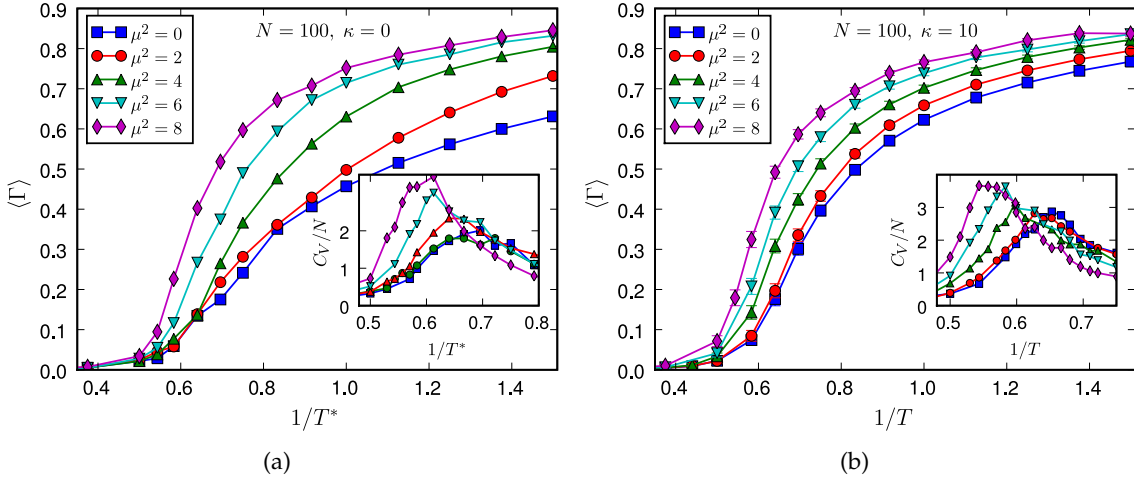 0.9
0.8
0.7
0.6
0.5
0.4
0.3
0.2
0.1
0.0
⟨Γ⟩
μ² = 0
μ² = 2
μ² = 4
μ² = 6
μ² = 8
N = 100, κ = 0
C_V/N
3
2
1
0
0.5 0.6 0.7 0.8
1/T*
0.4 0.6 0.8 1.0 1.2 1.4
1/T*
(a)
0.9
0.8
0.7
0.6
0.5
0.4
0.3
0.2
0.1
0.0
⟨Γ⟩
μ² = 0
μ² = 2
μ² = 4
μ² = 6
μ² = 8
N = 100, κ = 10
C_V/N
3
2
1
0
0.5 0.6 0.7
1/T
0.4 0.6 0.8 1.0 1.2 1.4
1/T
(b)